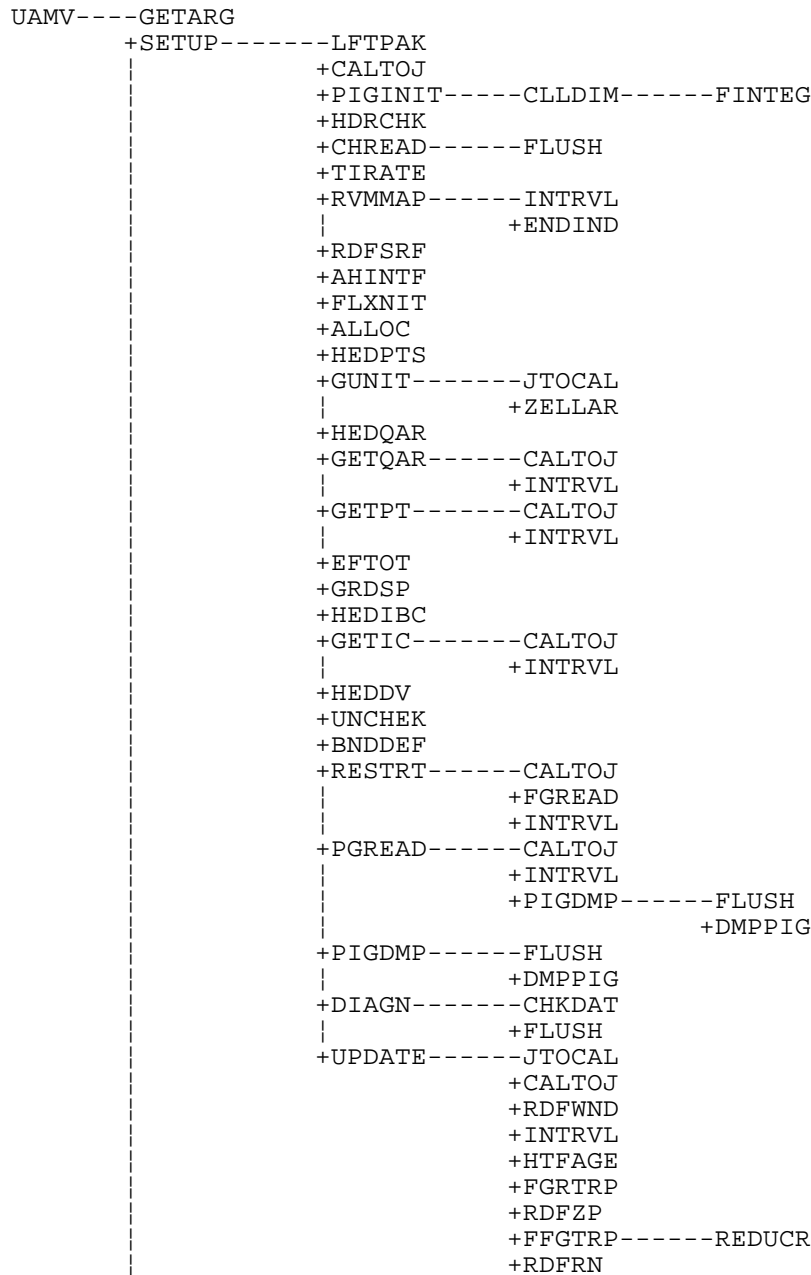 UAMV----GETARG
+SETUP-------LFTPAK
¦ +CALTOJ
¦ +PIGINIT-----CLLDIM------FINTEG
¦ +HDRCHK
¦ +CHREAD------FLUSH
¦ +TIRATE
¦ +RVMMAP------INTRVL
¦ ¦ +ENDIND
¦ +RDFSRF
¦ +AHINTF
¦ +FLXNIT
¦ +ALLOC
¦ +HEDPTS
¦ +GUNIT-------JTOCAL
¦ ¦ +ZELLAR
¦ +HEDQAR
¦ +GETQAR------CALTOJ
¦ ¦ +INTRVL
¦ +GETPT-------CALTOJ
¦ ¦ +INTRVL
¦ +EFTOT
¦ +GRDSP
¦ +HEDIBC
¦ +GETIC-------CALTOJ
¦ ¦ +INTRVL
¦ +HEDDV
¦ +UNCHEK
¦ +BNDDEF
¦ +RESTRT------CALTOJ
¦ ¦ +FGREAD
¦ ¦ +INTRVL
¦ +PGREAD------CALTOJ
¦ ¦ +INTRVL
¦ ¦ +PIGDMP------FLUSH
¦ ¦ +DMPPIG
¦ +PIGDMP------FLUSH
¦ ¦ +DMPPIG
¦ +DIAGN-------CHKDAT
¦ ¦ +FLUSH
¦ +UPDATE------JTOCAL
¦ +CALTOJ
¦ +RDFWND
¦ +INTRVL
¦ +HTFAGE
¦ +FGRTRP
¦ +RDFZP
¦ +FFGTRP------REDUCR
¦ +RDFRN